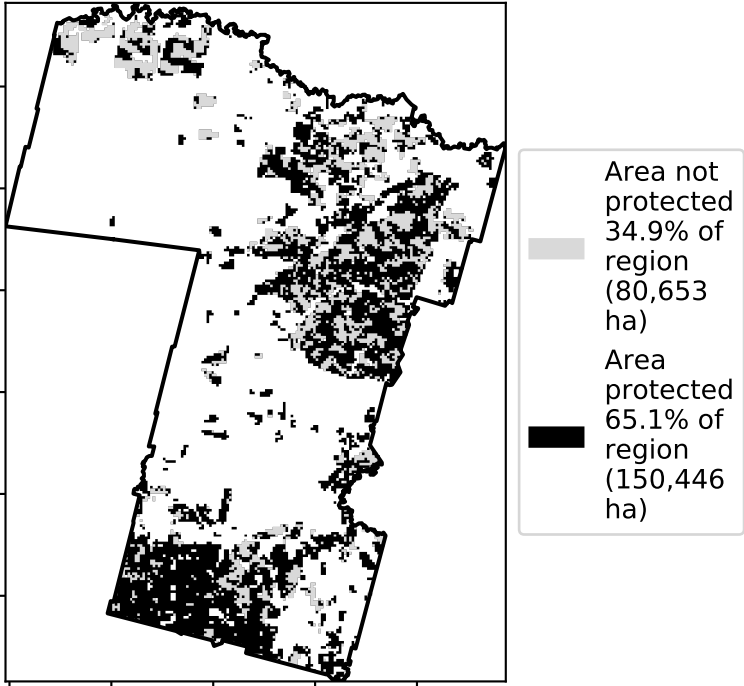 Area not
protected
34.9% of
region
(80,653
ha)
Area
protected
65.1% of
region
(150,446
ha)